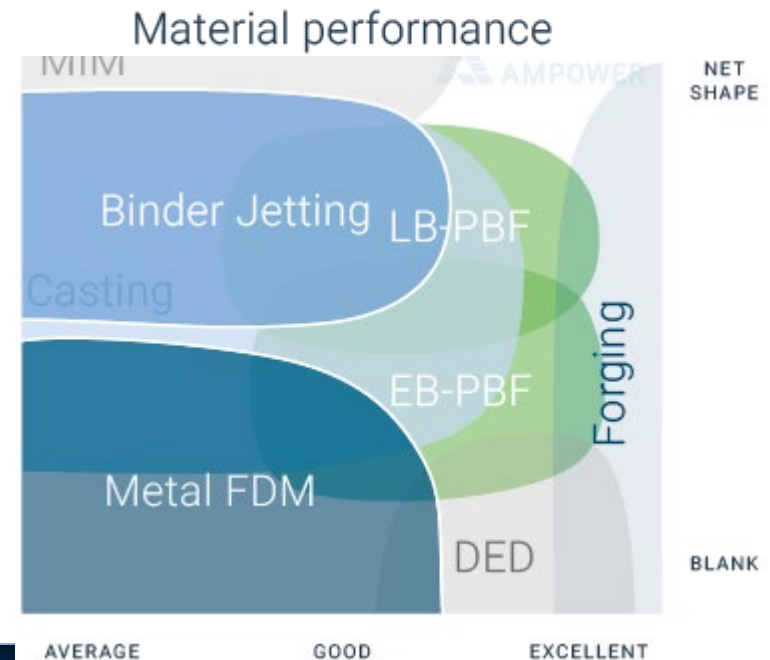 Material performance
MIM
AMPOWER
NET
SHAPE
Binder Jetting
LB-PBF
Casting
Forging
EB-PBF
Metal FDM
DED
BLANK
AVERAGE
GOOD
EXCELLENT